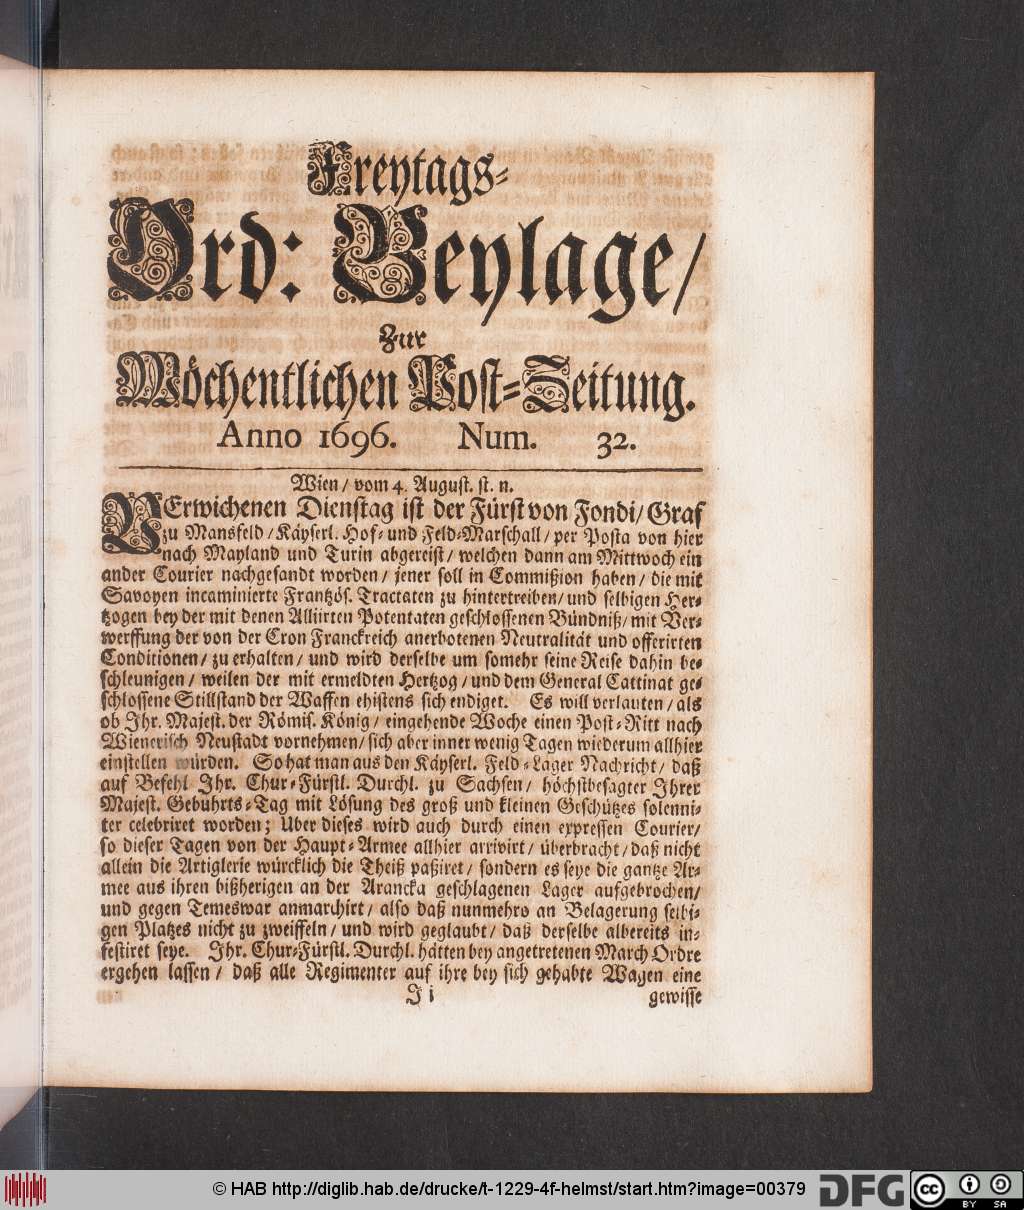 Freytags-
Ord: Beylage/
Zur
Wöchentlichen Post-Zeitung.
Anno 1696. Num. 32.
Wien/ vom 4. August. st. n.
VErwichenen Dienstag ist der Fürst von Fondi/ Graf
zu Mansfeld/ Käyserl. Hof- und Feld-Marschall/ per Posta von hier
nach Mayland und Turin abgereist/ welchen dann am Mittwoch ein
ander Courier nachgesandt worden/ jener soll in Commißion haben/ die mit
Savoyen incaminierte Frantzös. Tractaten zu hintertreiben/ und selbigen Her-
tzogen bey der mit denen Alliirten Potentaten geschlossenen Bündniß/ mit Ver-
werffung der von der Cron Franckreich anerbotenen Neutralität und offerirten
Conditionen/ zu erhalten/ und wird derselbe um somehr seine Reise dahin be-
schleunigen/ weilen der mit ermeldten Hertzog/ und dem General Cattinat ge-
schlossene Stillstand der Waffen ehistens sich endiget. Es will verlauten/ als
ob Ihr. Majest. der Römis. König/ eingehende Woche einen Post-Ritt nach
Wienerisch Neustadt vornehmen/ sich aber inner wenig Tagen wiederum allhier
einstellen würden. So hat man aus den Käyserl. Feld-Lager Nachricht/ daß
auf Befehl Ihr. Chur-Fürstl. Durchl. zu Sachsen/ höchstbesagter Ihrer
Majest. Geburts-Tag mit Lösung des groß und kleinen Geschützes solenni-
ter celebriret worden; Uber dieses wird auch durch einen expressen Courier/
so dieser Tagen von der Haupt-Armee allhier arrivirt/ überbracht/ daß nicht
allein die Artiglerie würcklich die Theiß paßiret/ sondern es seye die gantze Ar-
mee aus ihren bißherigen an der Arancka geschlagenen Lager aufgebrochen/
und gegen Temeswar anmarchirt/ also daß nunmehro an Belagerung selbi-
gen Platzes nicht zu zweiffeln/ und wird geglaubt/ daß derselbe albereits in-
festiret seye. Ihr. Chur-Fürstl. Durchl. hätten bey angetretenen March Ordre
ergehen lassen/ daß alle Regimenter auf ihre bey sich gehabte Wagen eine
Ii gewisse
© HAB http://diglib.hab.de/drucke/t-1229-4f-helmst/start.htm?image=00379 DFG cc BY SA